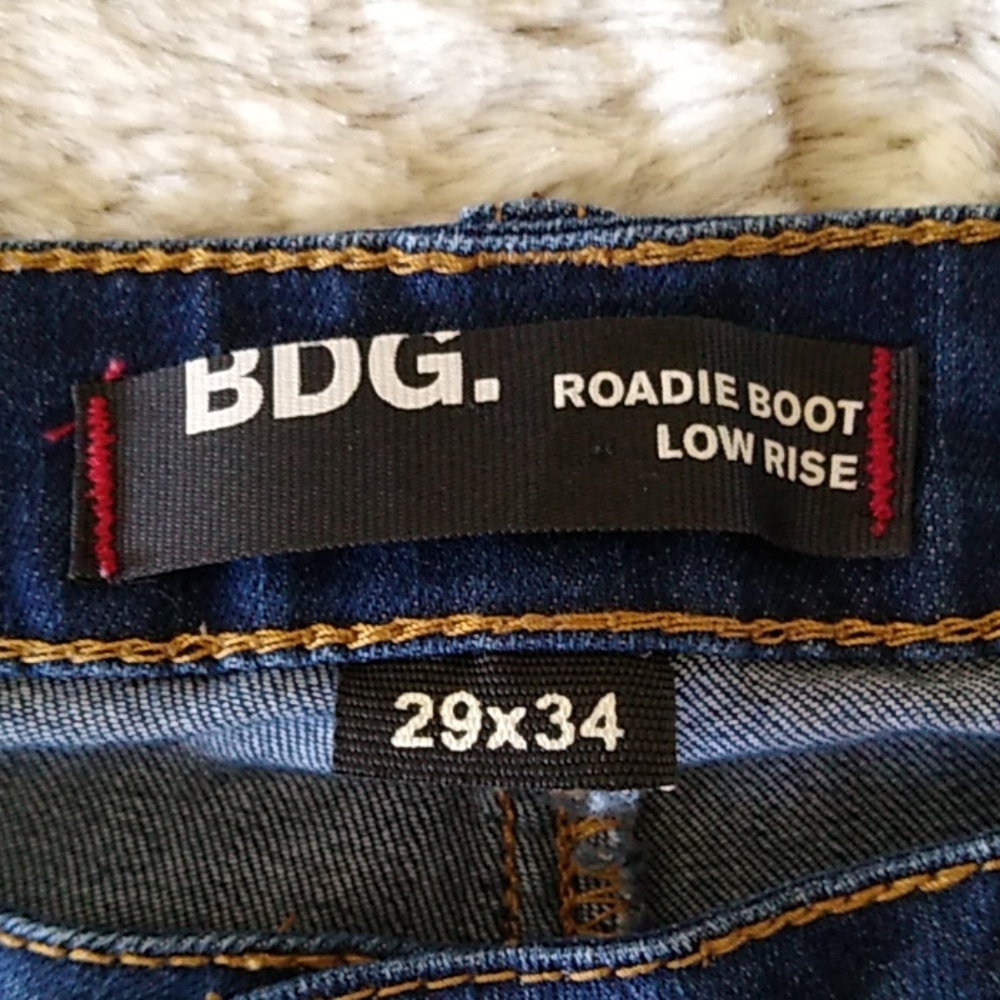 BDG.
ROADIE BOOT
LOW RISE
29x34